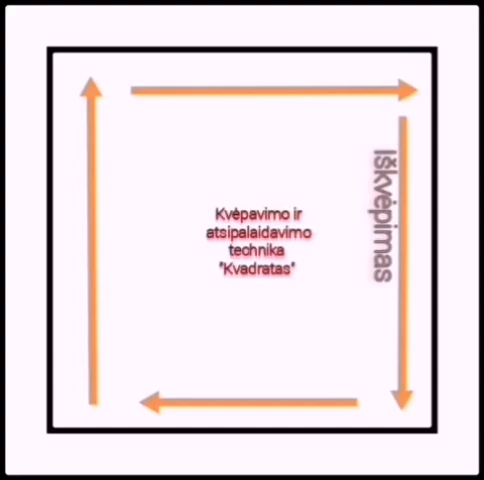 Kvėpavimo ir
atsipalaidavimo
technika
"Kvadratas"
Iškvėpimas